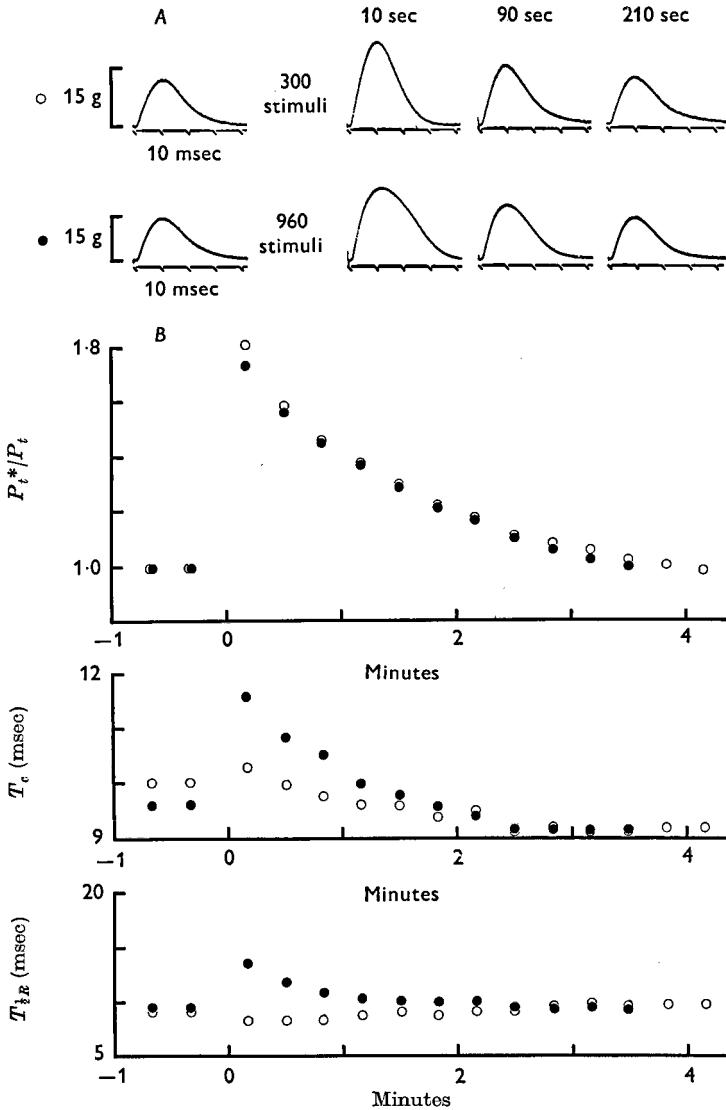 A 10 sec 90 sec 210 sec
○ 15 g 300 stimuli
10 msec
● 15 g 960 stimuli
10 msec
B
1·8
1·0
P_t*/P_t
−1 0 2 4
Minutes
12
9
T_c (msec)
−1 0 2 4
Minutes
20
5
T_½R (msec)
−1 0 2 4
Minutes